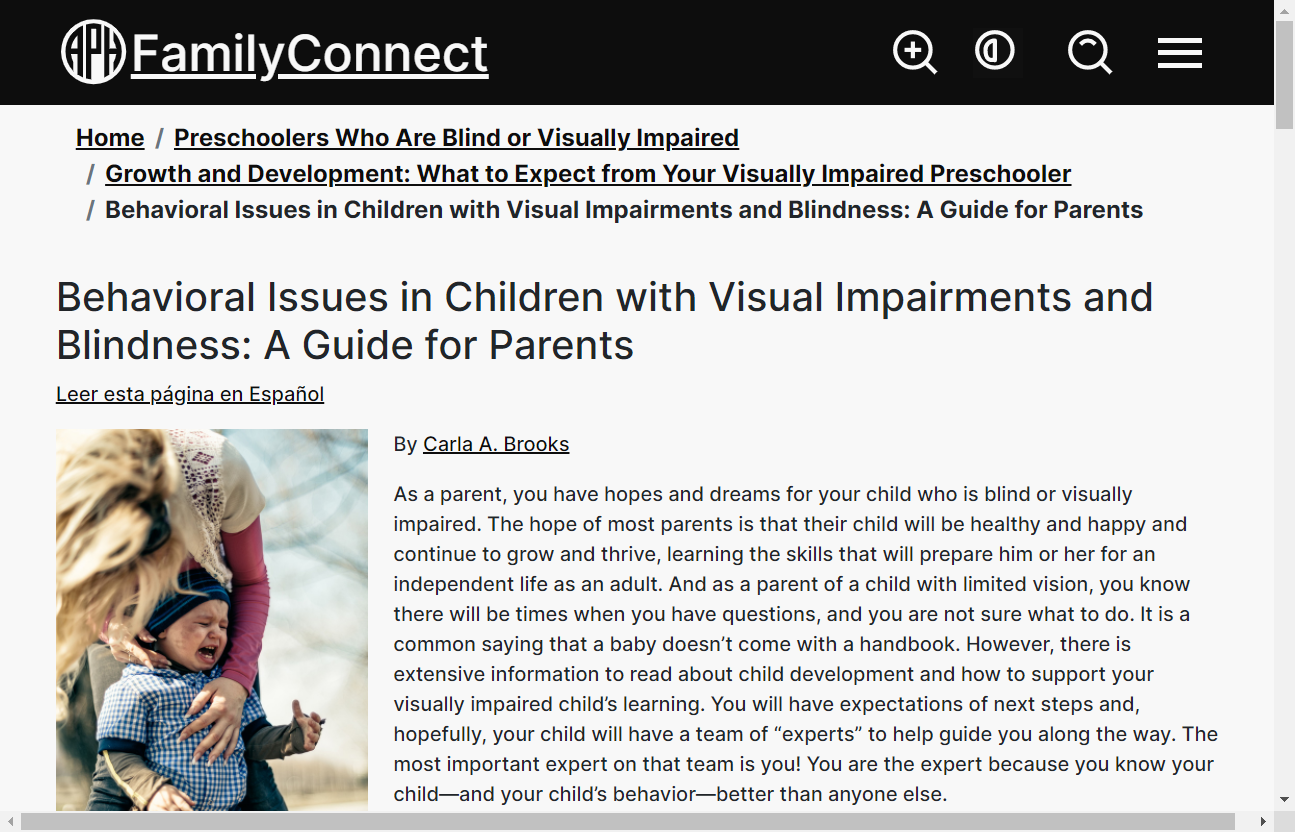 APH FamilyConnect
Home / Preschoolers Who Are Blind or Visually Impaired
/ Growth and Development: What to Expect from Your Visually Impaired Preschooler
/ Behavioral Issues in Children with Visual Impairments and Blindness: A Guide for Parents
Behavioral Issues in Children with Visual Impairments and
Blindness: A Guide for Parents
Leer esta página en Español
By Carla A. Brooks
As a parent, you have hopes and dreams for your child who is blind or visually
impaired. The hope of most parents is that their child will be healthy and happy and
continue to grow and thrive, learning the skills that will prepare him or her for an
independent life as an adult. And as a parent of a child with limited vision, you know
there will be times when you have questions, and you are not sure what to do. It is a
common saying that a baby doesn’t come with a handbook. However, there is
extensive information to read about child development and how to support your
visually impaired child’s learning. You will have expectations of next steps and,
hopefully, your child will have a team of “experts” to help guide you along the way. The
most important expert on that team is you! You are the expert because you know your
child—and your child’s behavior—better than anyone else.